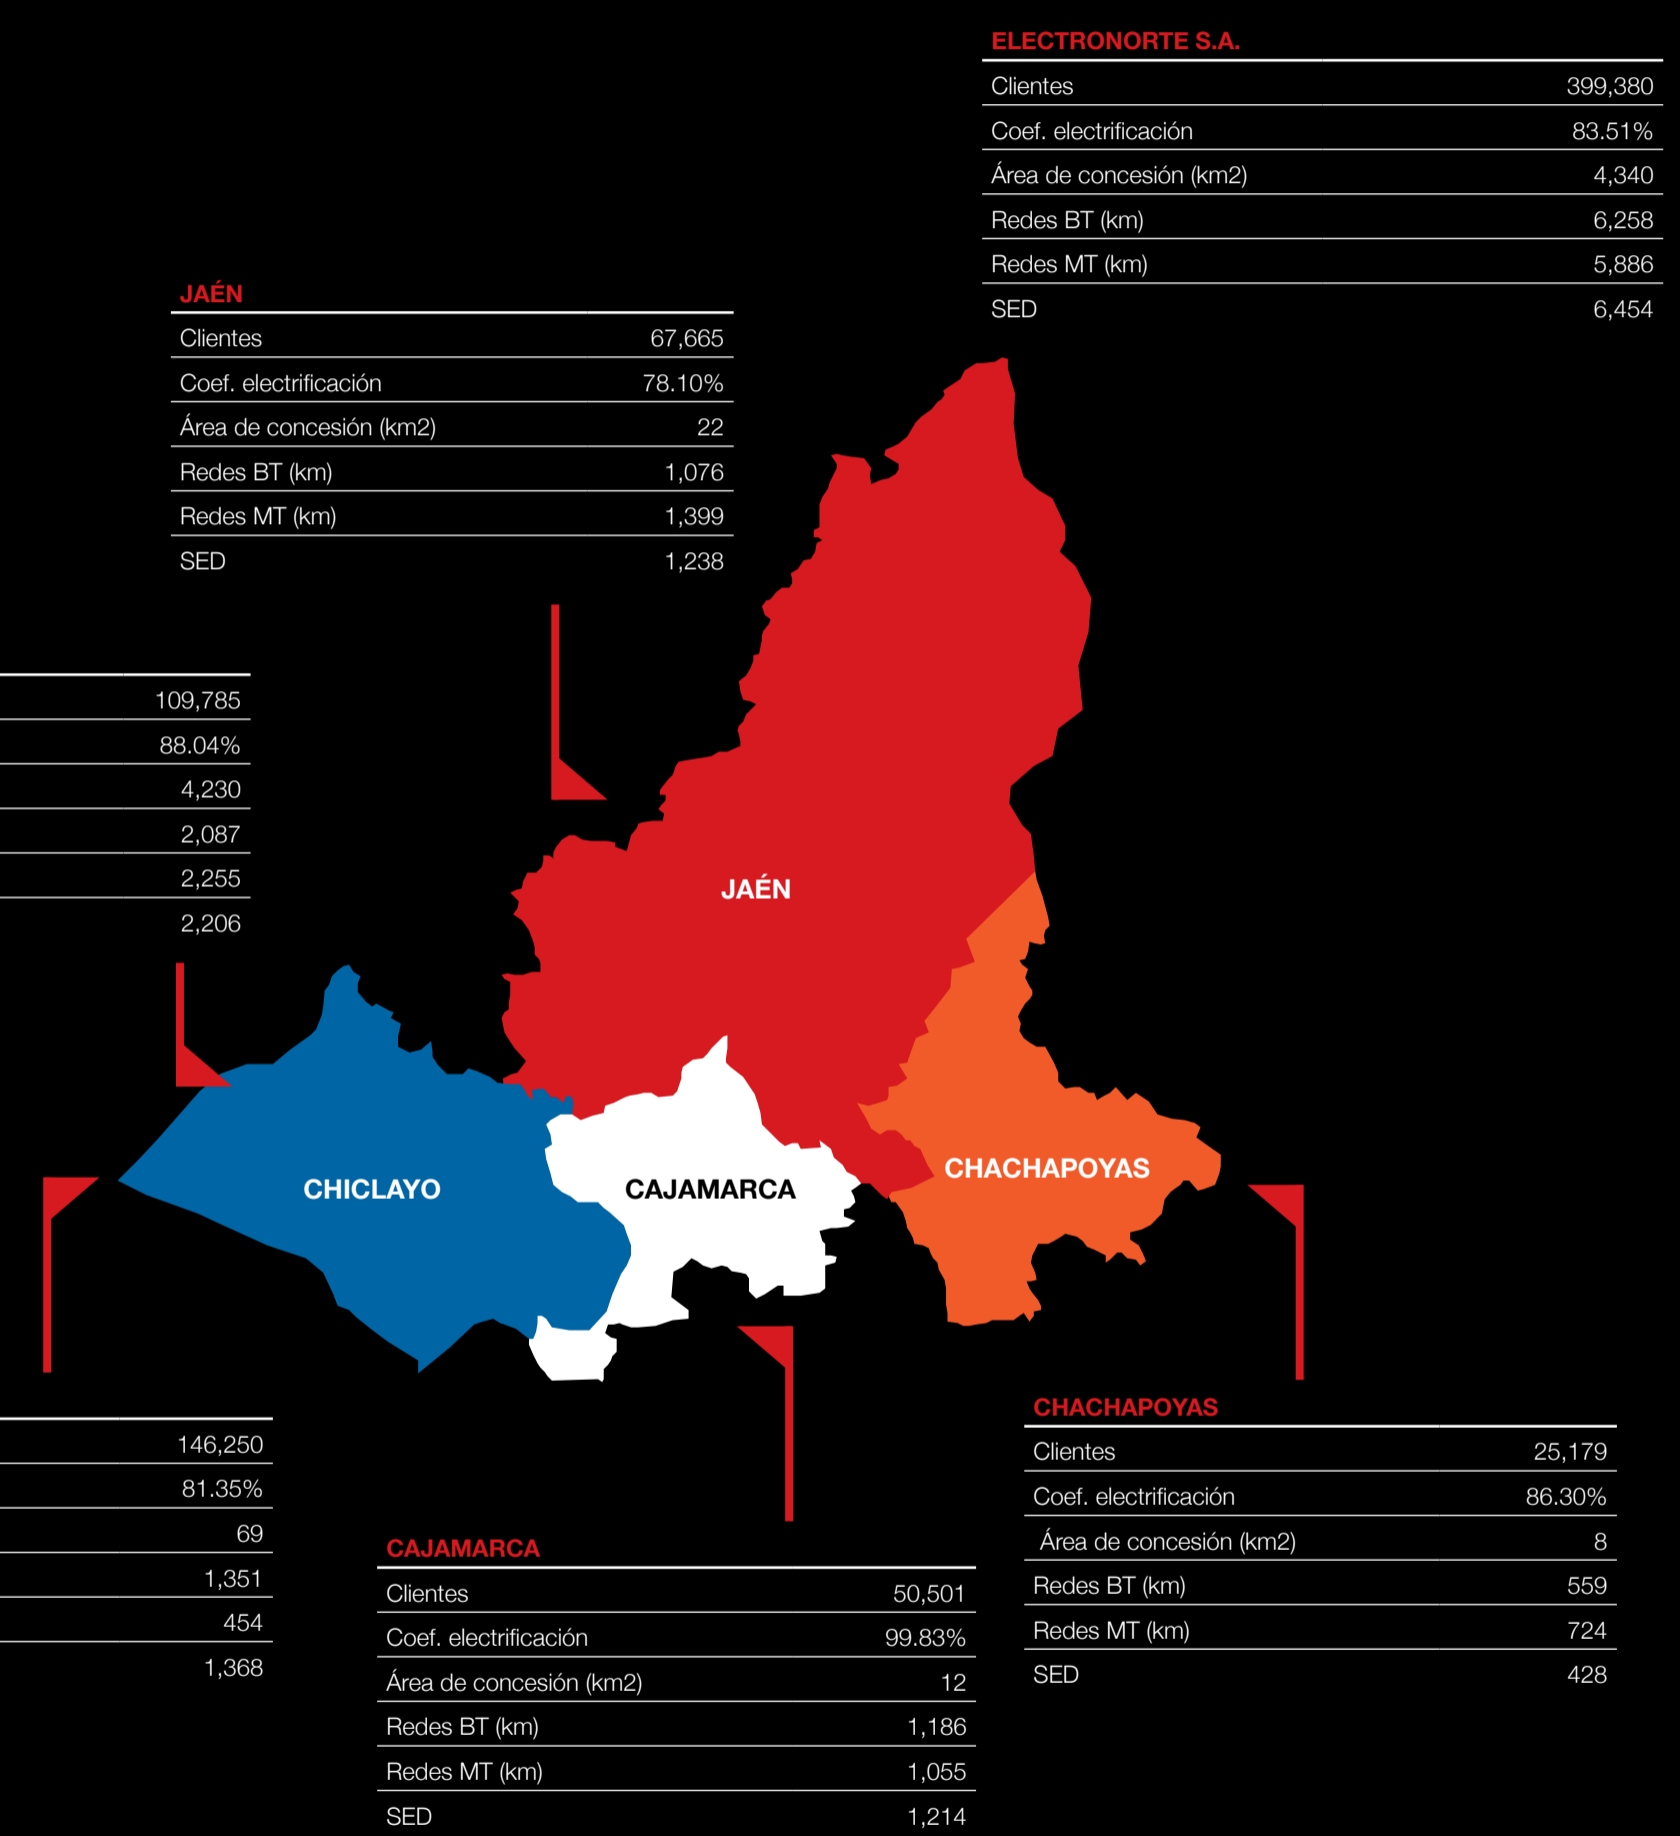 ELECTRONORTE S.A.
Clientes 399,380
Coef. electrificación 83.51%
Área de concesión (km2) 4,340
Redes BT (km) 6,258
Redes MT (km) 5,886
SED 6,454
JAÉN
Clientes 67,665
Coef. electrificación 78.10%
Área de concesión (km2) 22
Redes BT (km) 1,076
Redes MT (km) 1,399
SED 1,238
109,785
88.04%
4,230
2,087
2,255
2,206
JAÉN
CHICLAYO
CAJAMARCA
CHACHAPOYAS
146,250
81.35%
69
1,351
454
1,368
CAJAMARCA
Clientes 50,501
Coef. electrificación 99.83%
Área de concesión (km2) 12
Redes BT (km) 1,186
Redes MT (km) 1,055
SED 1,214
CHACHAPOYAS
Clientes 25,179
Coef. electrificación 86.30%
Área de concesión (km2) 8
Redes BT (km) 559
Redes MT (km) 724
SED 428